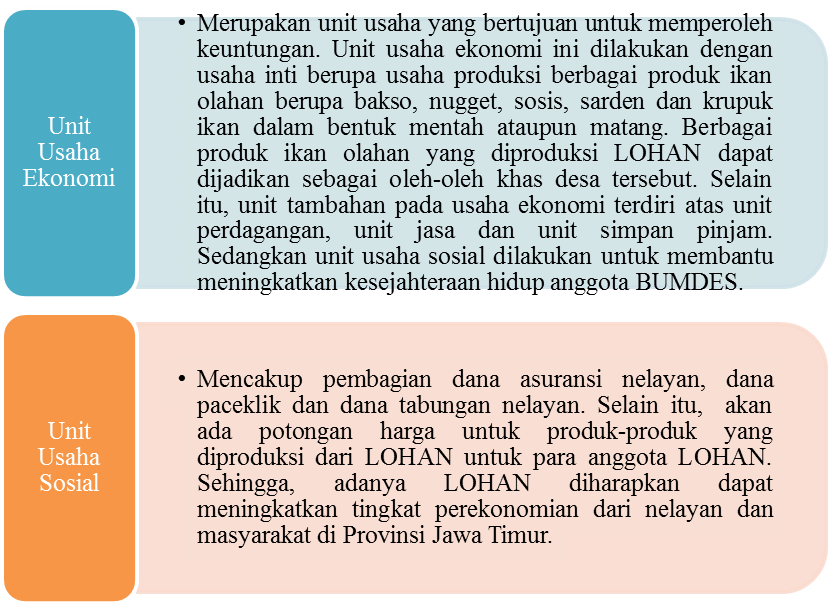 Unit
Usaha
Ekonomi
• Merupakan unit usaha yang bertujuan untuk memperoleh
keuntungan. Unit usaha ekonomi ini dilakukan dengan
usaha inti berupa usaha produksi berbagai produk ikan
olahan berupa bakso, nugget, sosis, sarden dan krupuk
ikan dalam bentuk mentah ataupun matang. Berbagai
produk ikan olahan yang diproduksi LOHAN dapat
dijadikan sebagai oleh-oleh khas desa tersebut. Selain
itu, unit tambahan pada usaha ekonomi terdiri atas unit
perdagangan, unit jasa dan unit simpan pinjam.
Sedangkan unit usaha sosial dilakukan untuk membantu
meningkatkan kesejahteraan hidup anggota BUMDES.
Unit
Usaha
Sosial
• Mencakup pembagian dana asuransi nelayan, dana
paceklik dan dana tabungan nelayan. Selain itu, akan
ada potongan harga untuk produk-produk yang
diproduksi dari LOHAN untuk para anggota LOHAN.
Sehingga, adanya LOHAN diharapkan dapat
meningkatkan tingkat perekonomian dari nelayan dan
masyarakat di Provinsi Jawa Timur.